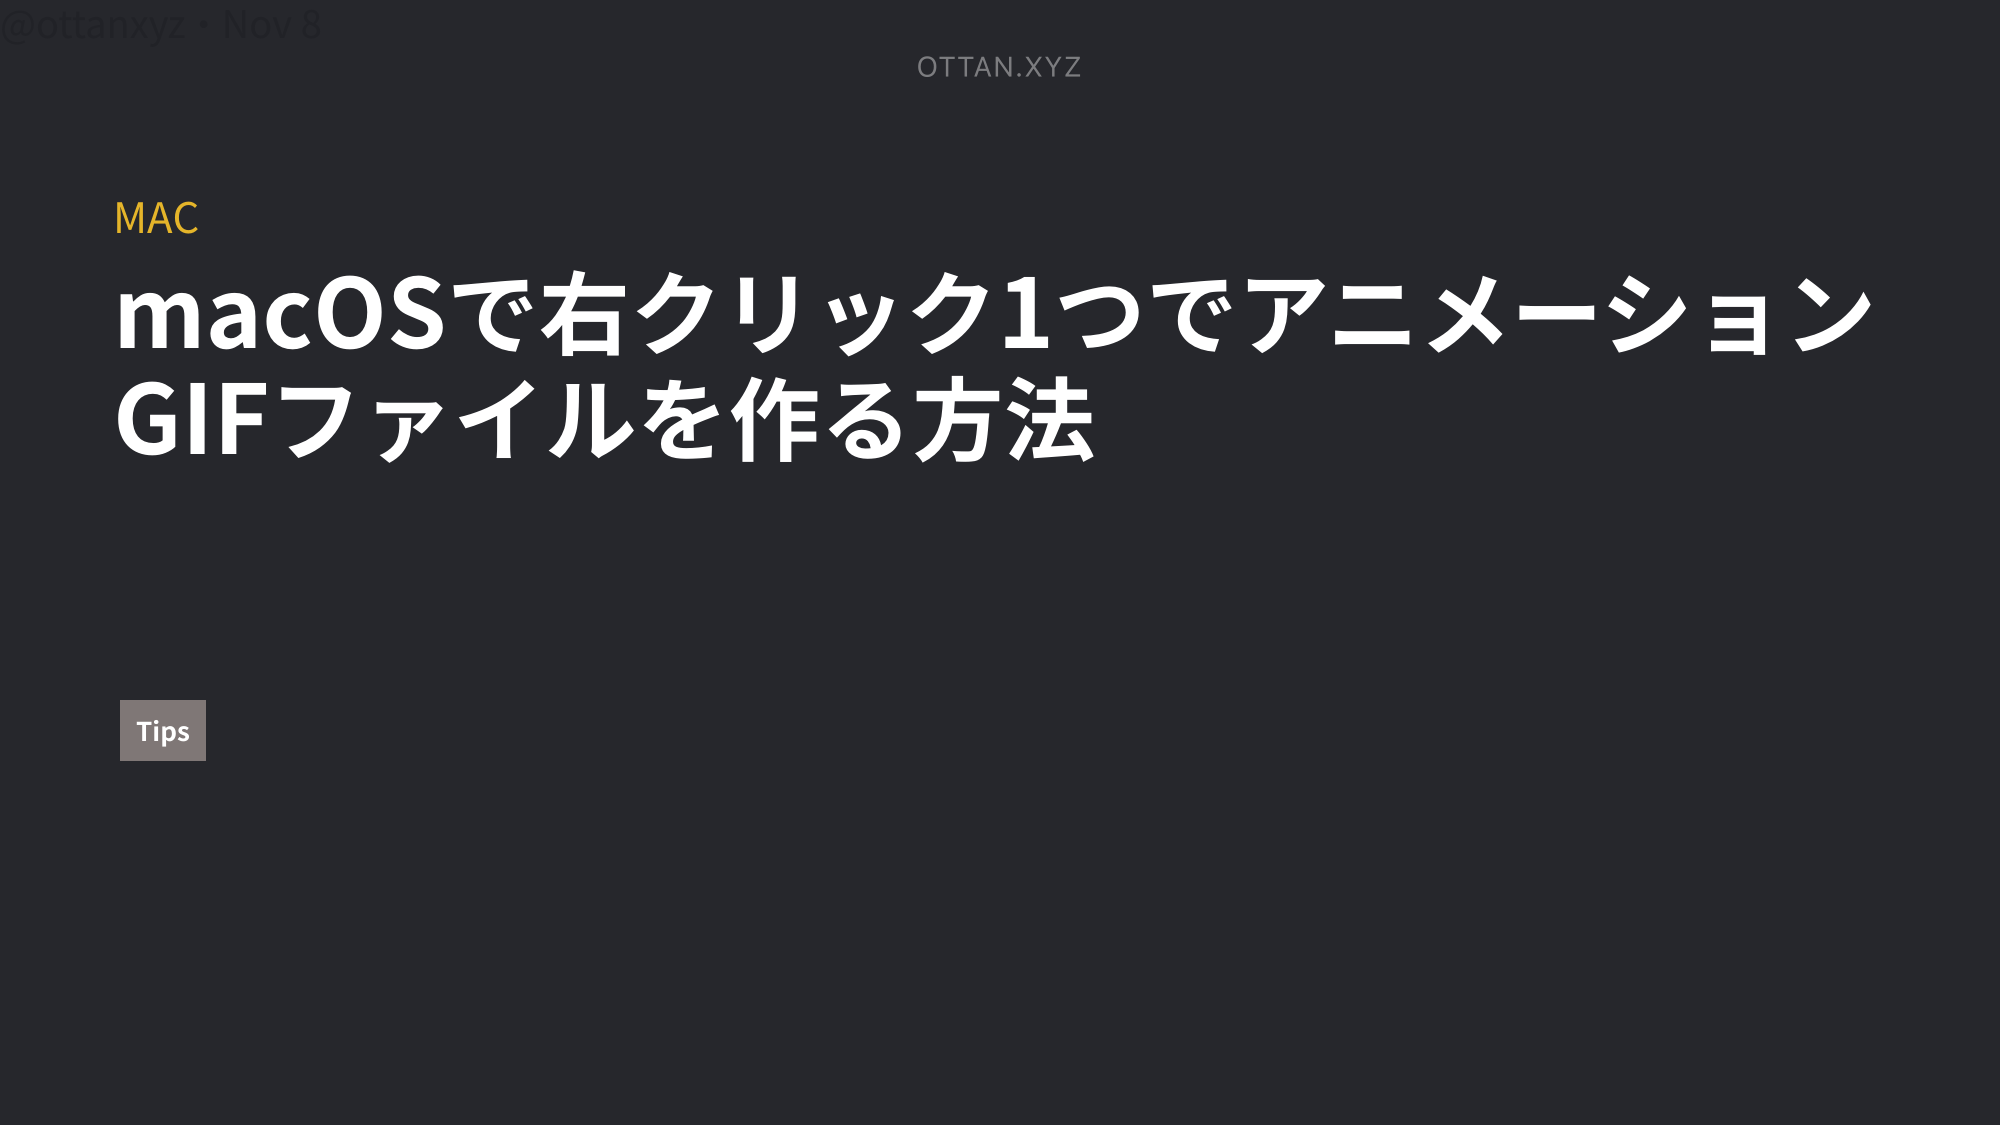 @ottanxyz・Nov 8
OTTAN.XYZ
MAC
macOSで右クリック1つでアニメーション
GIFファイルを作る方法
Tips